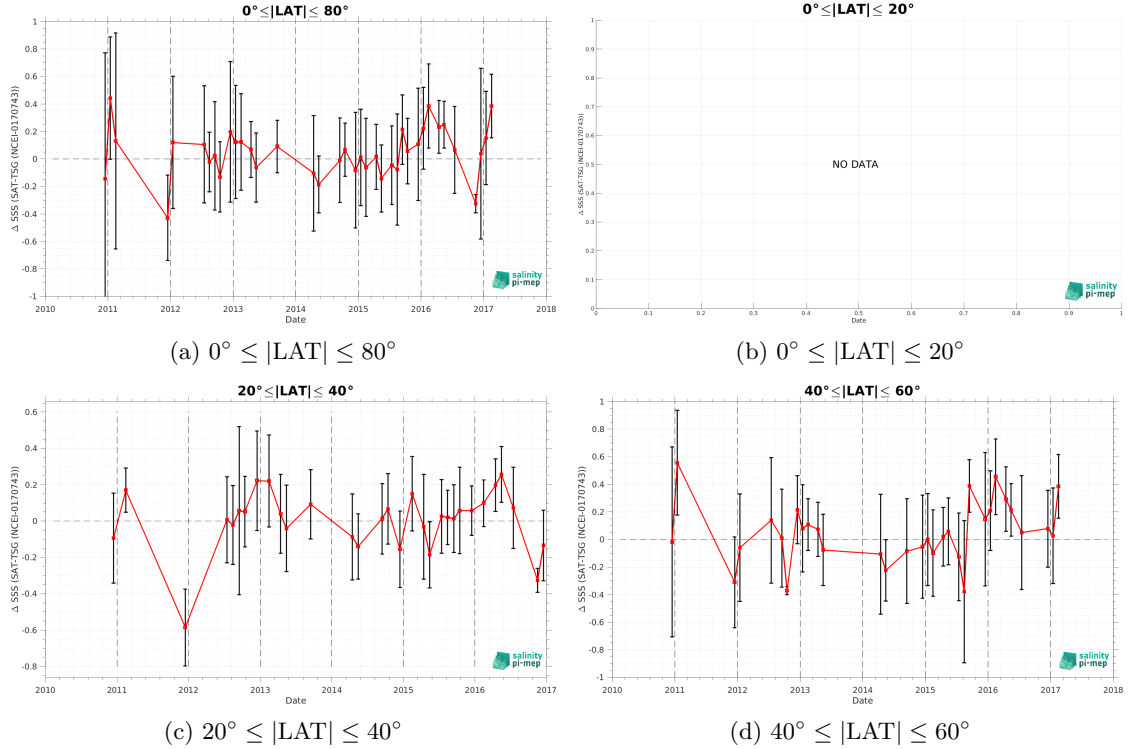 0°≤|LAT|≤ 80°
Δ SSS (SAT-TSG (NCEI-0170743))
1
0.8
0.6
0.4
0.2
0
-0.2
-0.4
-0.6
-0.8
-1
2010 2011 2012 2013 2014 2015 2016 2017 2018
Date
salinity
pi-mep
(a) 0° ≤ |LAT| ≤ 80°
0°≤|LAT|≤ 20°
Δ SSS (SAT-TSG (NCEI-0170743))
1
0.9
0.8
0.7
0.6
0.5
0.4
0.3
0.2
0.1
0
NO DATA
0 0.1 0.2 0.3 0.4 0.5 0.6 0.7 0.8 0.9 1
Date
salinity
pi-mep
(b) 0° ≤ |LAT| ≤ 20°
20°≤|LAT|≤ 40°
Δ SSS (SAT-TSG (NCEI-0170743))
0.6
0.4
0.2
0
-0.2
-0.4
-0.6
-0.8
2010 2011 2012 2013 2014 2015 2016 2017
Date
salinity
pi-mep
(c) 20° ≤ |LAT| ≤ 40°
40°≤|LAT|≤ 60°
Δ SSS (SAT-TSG (NCEI-0170743))
1
0.8
0.6
0.4
0.2
0
-0.2
-0.4
-0.6
-0.8
-1
2010 2011 2012 2013 2014 2015 2016 2017 2018
Date
salinity
pi-mep
(d) 40° ≤ |LAT| ≤ 60°